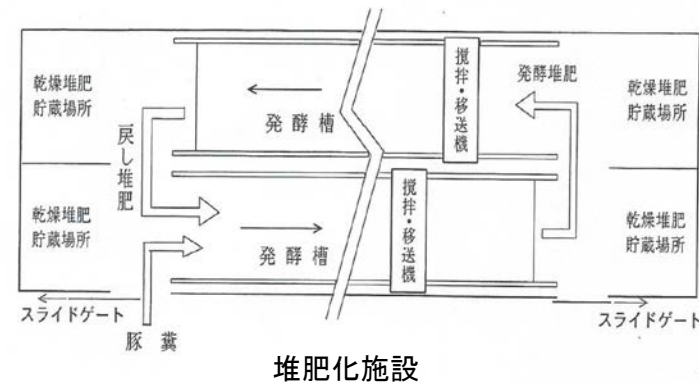 乾燥堆肥
貯蔵場所
発酵槽
撹拌・移送機
発酵堆肥
乾燥堆肥
貯蔵場所
戻し堆肥
乾燥堆肥
貯蔵場所
発酵槽
撹拌・移送機
乾燥堆肥
貯蔵場所
スライドゲート
スライドゲート
豚糞
堆肥化施設